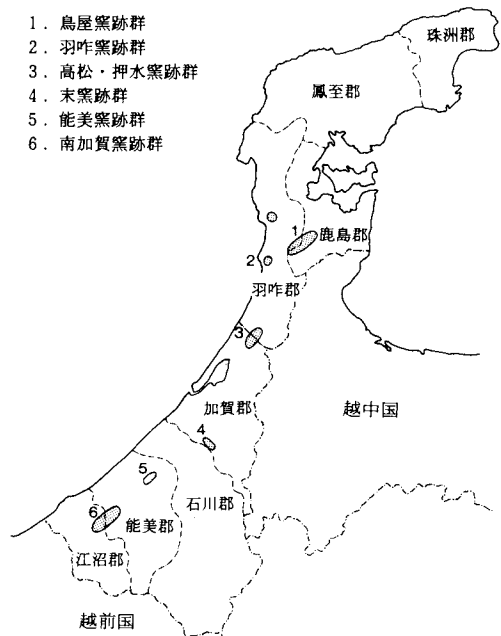 1．鳥屋窯跡群
2．羽咋窯跡群
3．高松・押水窯跡群
4．末窯跡群
5．能美窯跡群
6．南加賀窯跡群
珠洲郡
鳳至郡
1
鹿島郡
2
羽咋郡
3
加賀郡
越中国
4
石川郡
5
6
能美郡
江沼郡
越前国